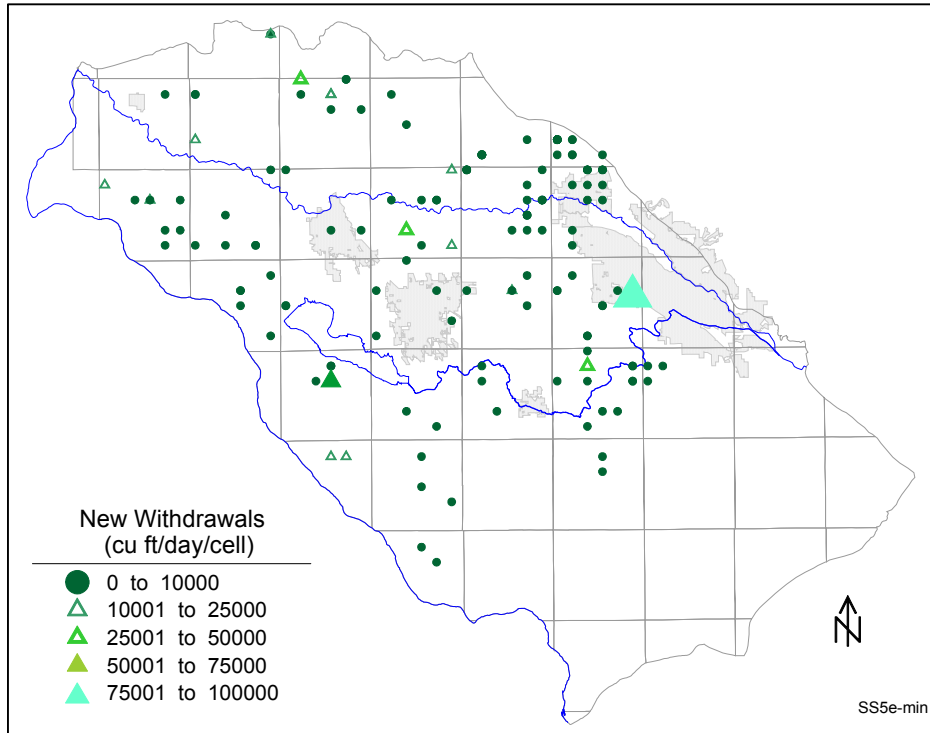 New Withdrawals
(cu ft/day/cell)
0 to 10000
10001 to 25000
25001 to 50000
50001 to 75000
75001 to 100000
N
SS5e-min